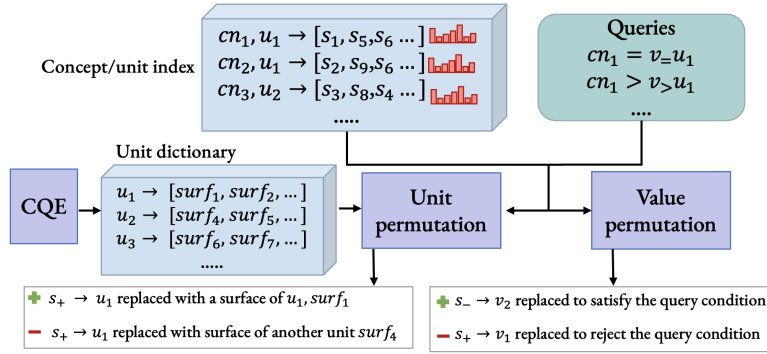 cn₁, u₁ → [s₁, s₅,s₆ ...]
cn₂, u₁ → [s₂, s₉,s₆ ...]
cn₃, u₂ → [s₃, s₈,s₄ ...]
.....
Concept/unit index
Queries
cn₁ = v₌u₁
cn₁ > v₍>₎u₁
....
Unit dictionary
CQE
u₁ → [surf₁, surf₂, ...]
u₂ → [surf₄, surf₅, ...]
u₃ → [surf₆, surf₇, ...]
.....
Unit
permutation
Value
permutation
+ s₊ → u₁ replaced with a surface of u₁, surf₁
− s₊ → u₁ replaced with surface of another unit surf₄
+ s₋ → v₂ replaced to satisfy the query condition
− s₊ → v₁ replaced to reject the query condition